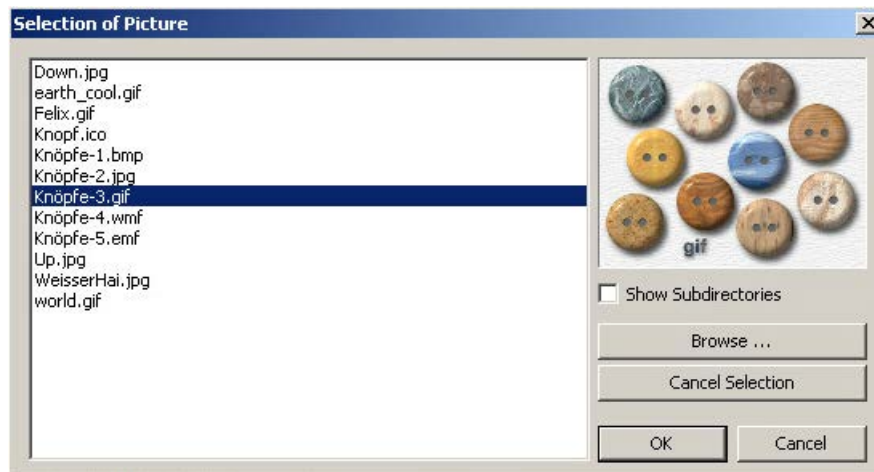 Selection of Picture
Down.jpg
earth_cool.gif
Felix.gif
Knopf.ico
Knöpfe-1.bmp
Knöpfe-2.jpg
Knöpfe-3.gif
Knöpfe-4.wmf
Knöpfe-5.emf
Up.jpg
WeisserHai.jpg
world.gif
gif
Show Subdirectories
Browse ...
Cancel Selection
OK
Cancel